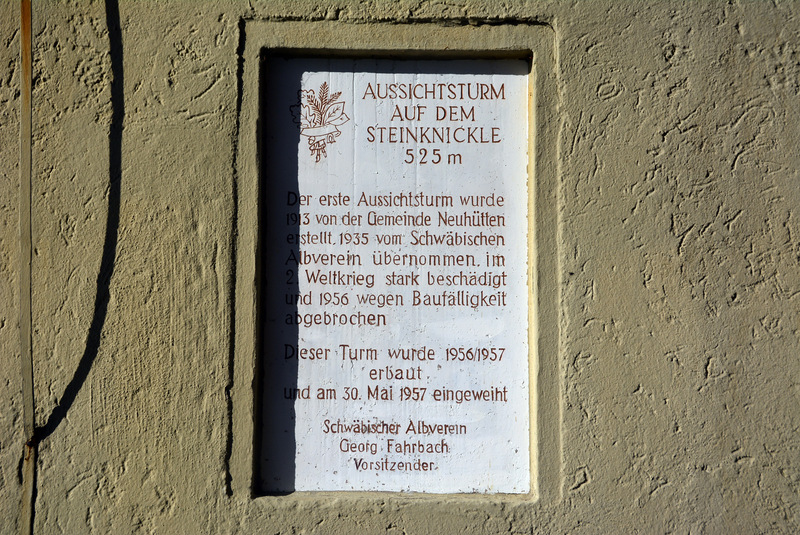 AUSSICHTSTURM
AUF DEM
STEINKNICKLE
525 m
Der erste Aussichtsturm wurde
1913 von der Gemeinde Neuhütten
erstellt, 1935 vom Schwäbischen
Albverein übernommen, im
2. Weltkrieg stark beschädigt
und 1956 wegen Baufälligkeit
abgebrochen
Dieser Turm wurde 1956/1957
erbaut
und am 30. Mai 1957 eingeweiht
Schwäbischer Albverein
Georg Fahrbach
Vorsitzender